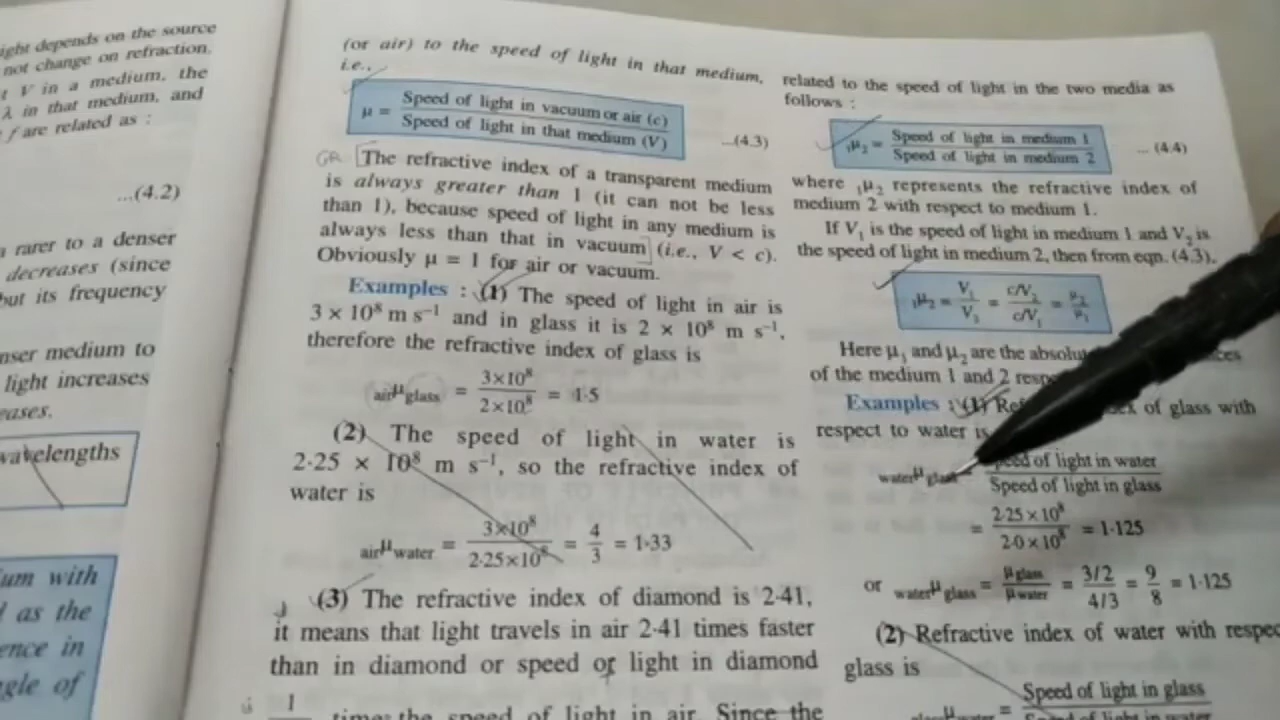 ight depends on the source
not change on refraction.
V in a medium, the
λ in that medium, and
f are related as :
...(4.2)
rarer to a denser
decreases (since
but its frequency
nser medium to
light increases
eases.
wavelengths
ium with
d as the
ence in
gle of
(or air) to the speed of light in that medium,
i.e.,
μ = Speed of light in vacuum or air (c) / Speed of light in that medium (V) ...(4.3)
The refractive index of a transparent medium
is always greater than 1 (it can not be less
than 1), because speed of light in any medium is
always less than that in vacuum (i.e., V < c).
Obviously μ = 1 for air or vacuum.
Examples : (1) The speed of light in air is
3 × 10⁸ m s⁻¹ and in glass it is 2 × 10⁸ m s⁻¹,
therefore the refractive index of glass is
airμglass = 3×10⁸ / 2×10⁸ = 1·5
(2) The speed of light in water is
2·25 × 10⁸ m s⁻¹, so the refractive index of
water is
airμwater = 3×10⁸ / 2·25×10⁸ = 4/3 = 1·33
(3) The refractive index of diamond is 2·41,
it means that light travels in air 2·41 times faster
than in diamond or speed of light in diamond
1 times the speed of light in air. Since the
related to the speed of light in the two media as
follows :
₁μ₂ = Speed of light in medium 1 / Speed of light in medium 2 ... (4.4)
where ₁μ₂ represents the refractive index of
medium 2 with respect to medium 1.
If V₁ is the speed of light in medium 1 and V₂ is
the speed of light in medium 2, then from eqn. (4.3),
₁μ₂ = V₁/V₂ = c/V₂ / c/V₁ = μ₂/μ₁
Here μ₁ and μ₂ are the absolu
of the medium 1 and 2 resp
Examples : (1) Ref of glass with
respect to water is
waterμglass = Speed of light in water / Speed of light in glass
= 2·25×10⁸ / 2·0×10⁸ = 1·125
or waterμglass = μglass/μwater = 3/2 / 4/3 = 9/8 = 1·125
(2) Refractive index of water with respec
glass is
= Speed of light in glass